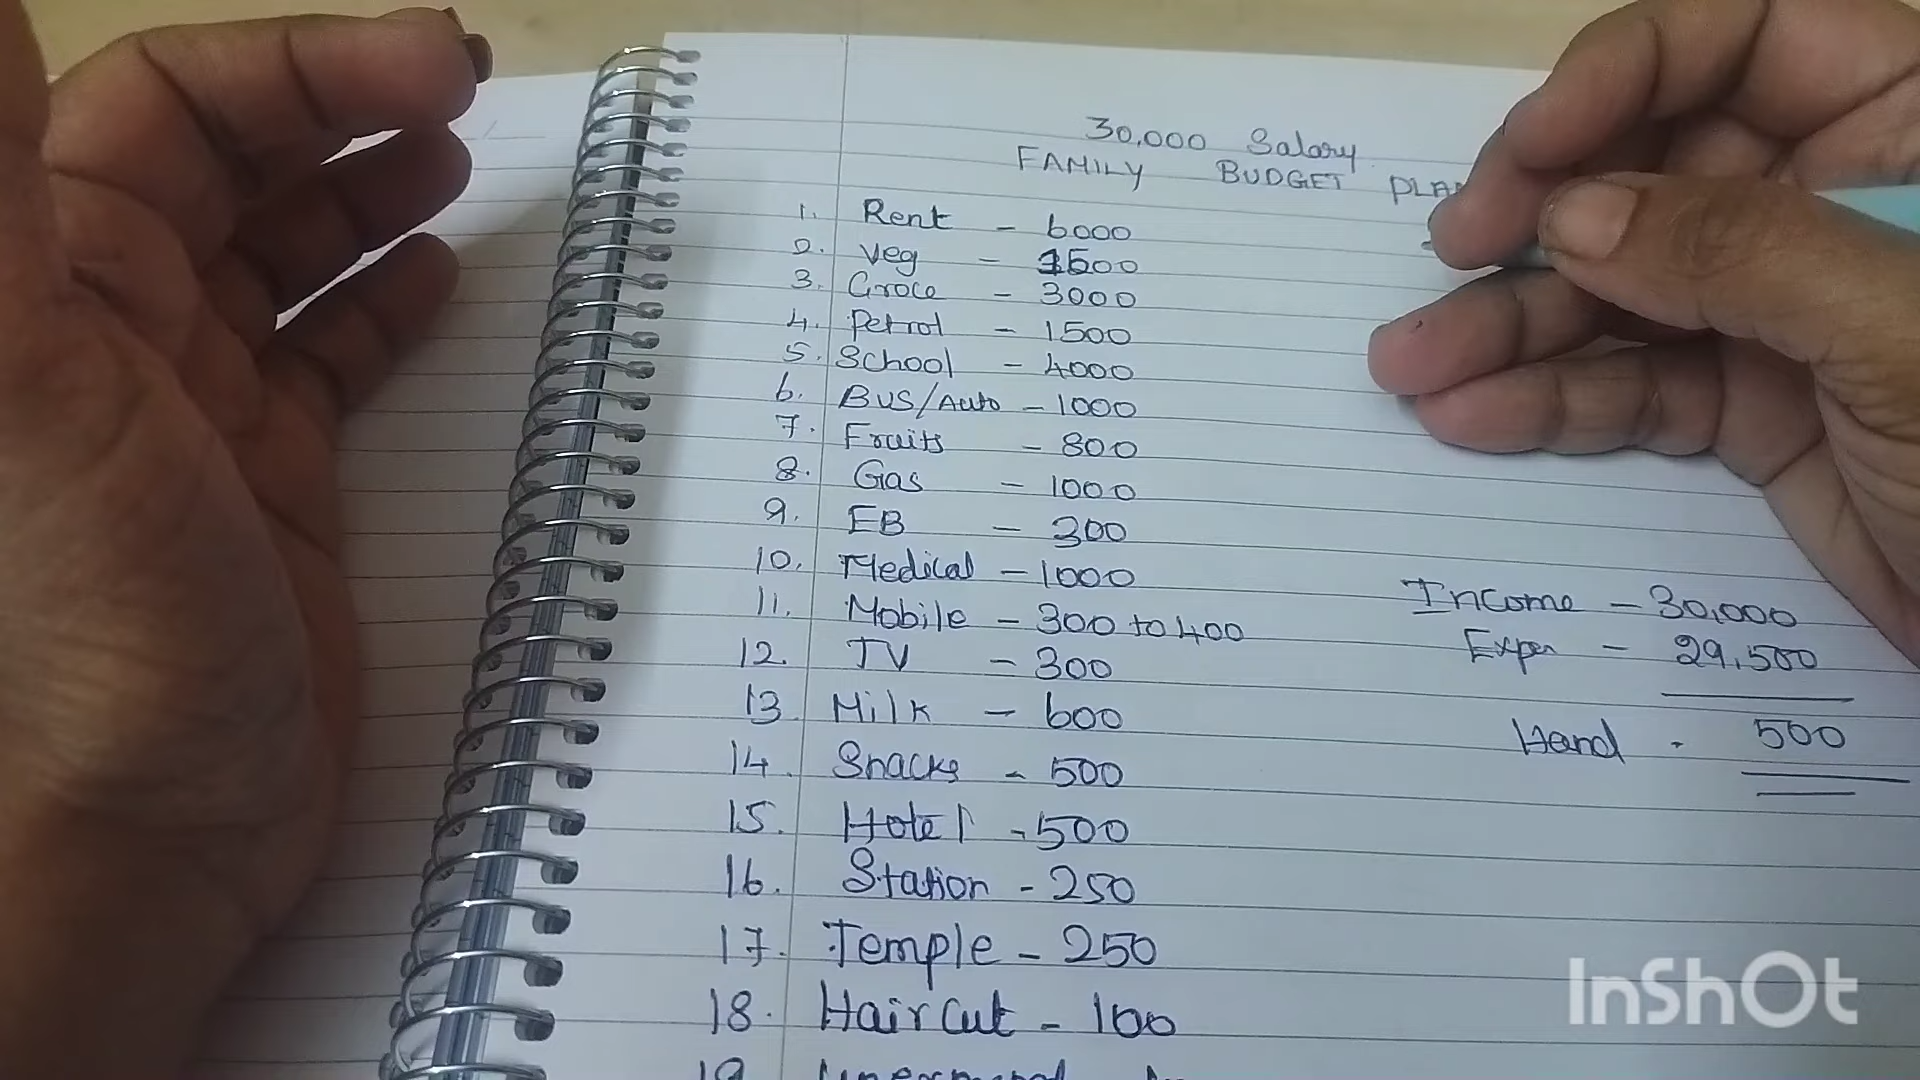 30,000 Salary
FAMILY BUDGET
1. Rent - 6000
2. Veg - 1500
3. Groce - 3000
4. Petrol - 1500
5. School - 4000
6. BUS/Auto - 1000
7. Fruits - 800
8. Gas - 1000
9. EB - 300
10. Medical - 1000
11. Mobile - 300 to 400
12. TV - 300
13. Milk - 600
14. Snacks - 500
15. Hotel - 500
16. Station - 250
17. Temple - 250
18. Hair cut - 100
19.
Income - 30,000
Expen - 29,500
Hand - 500
InShOt